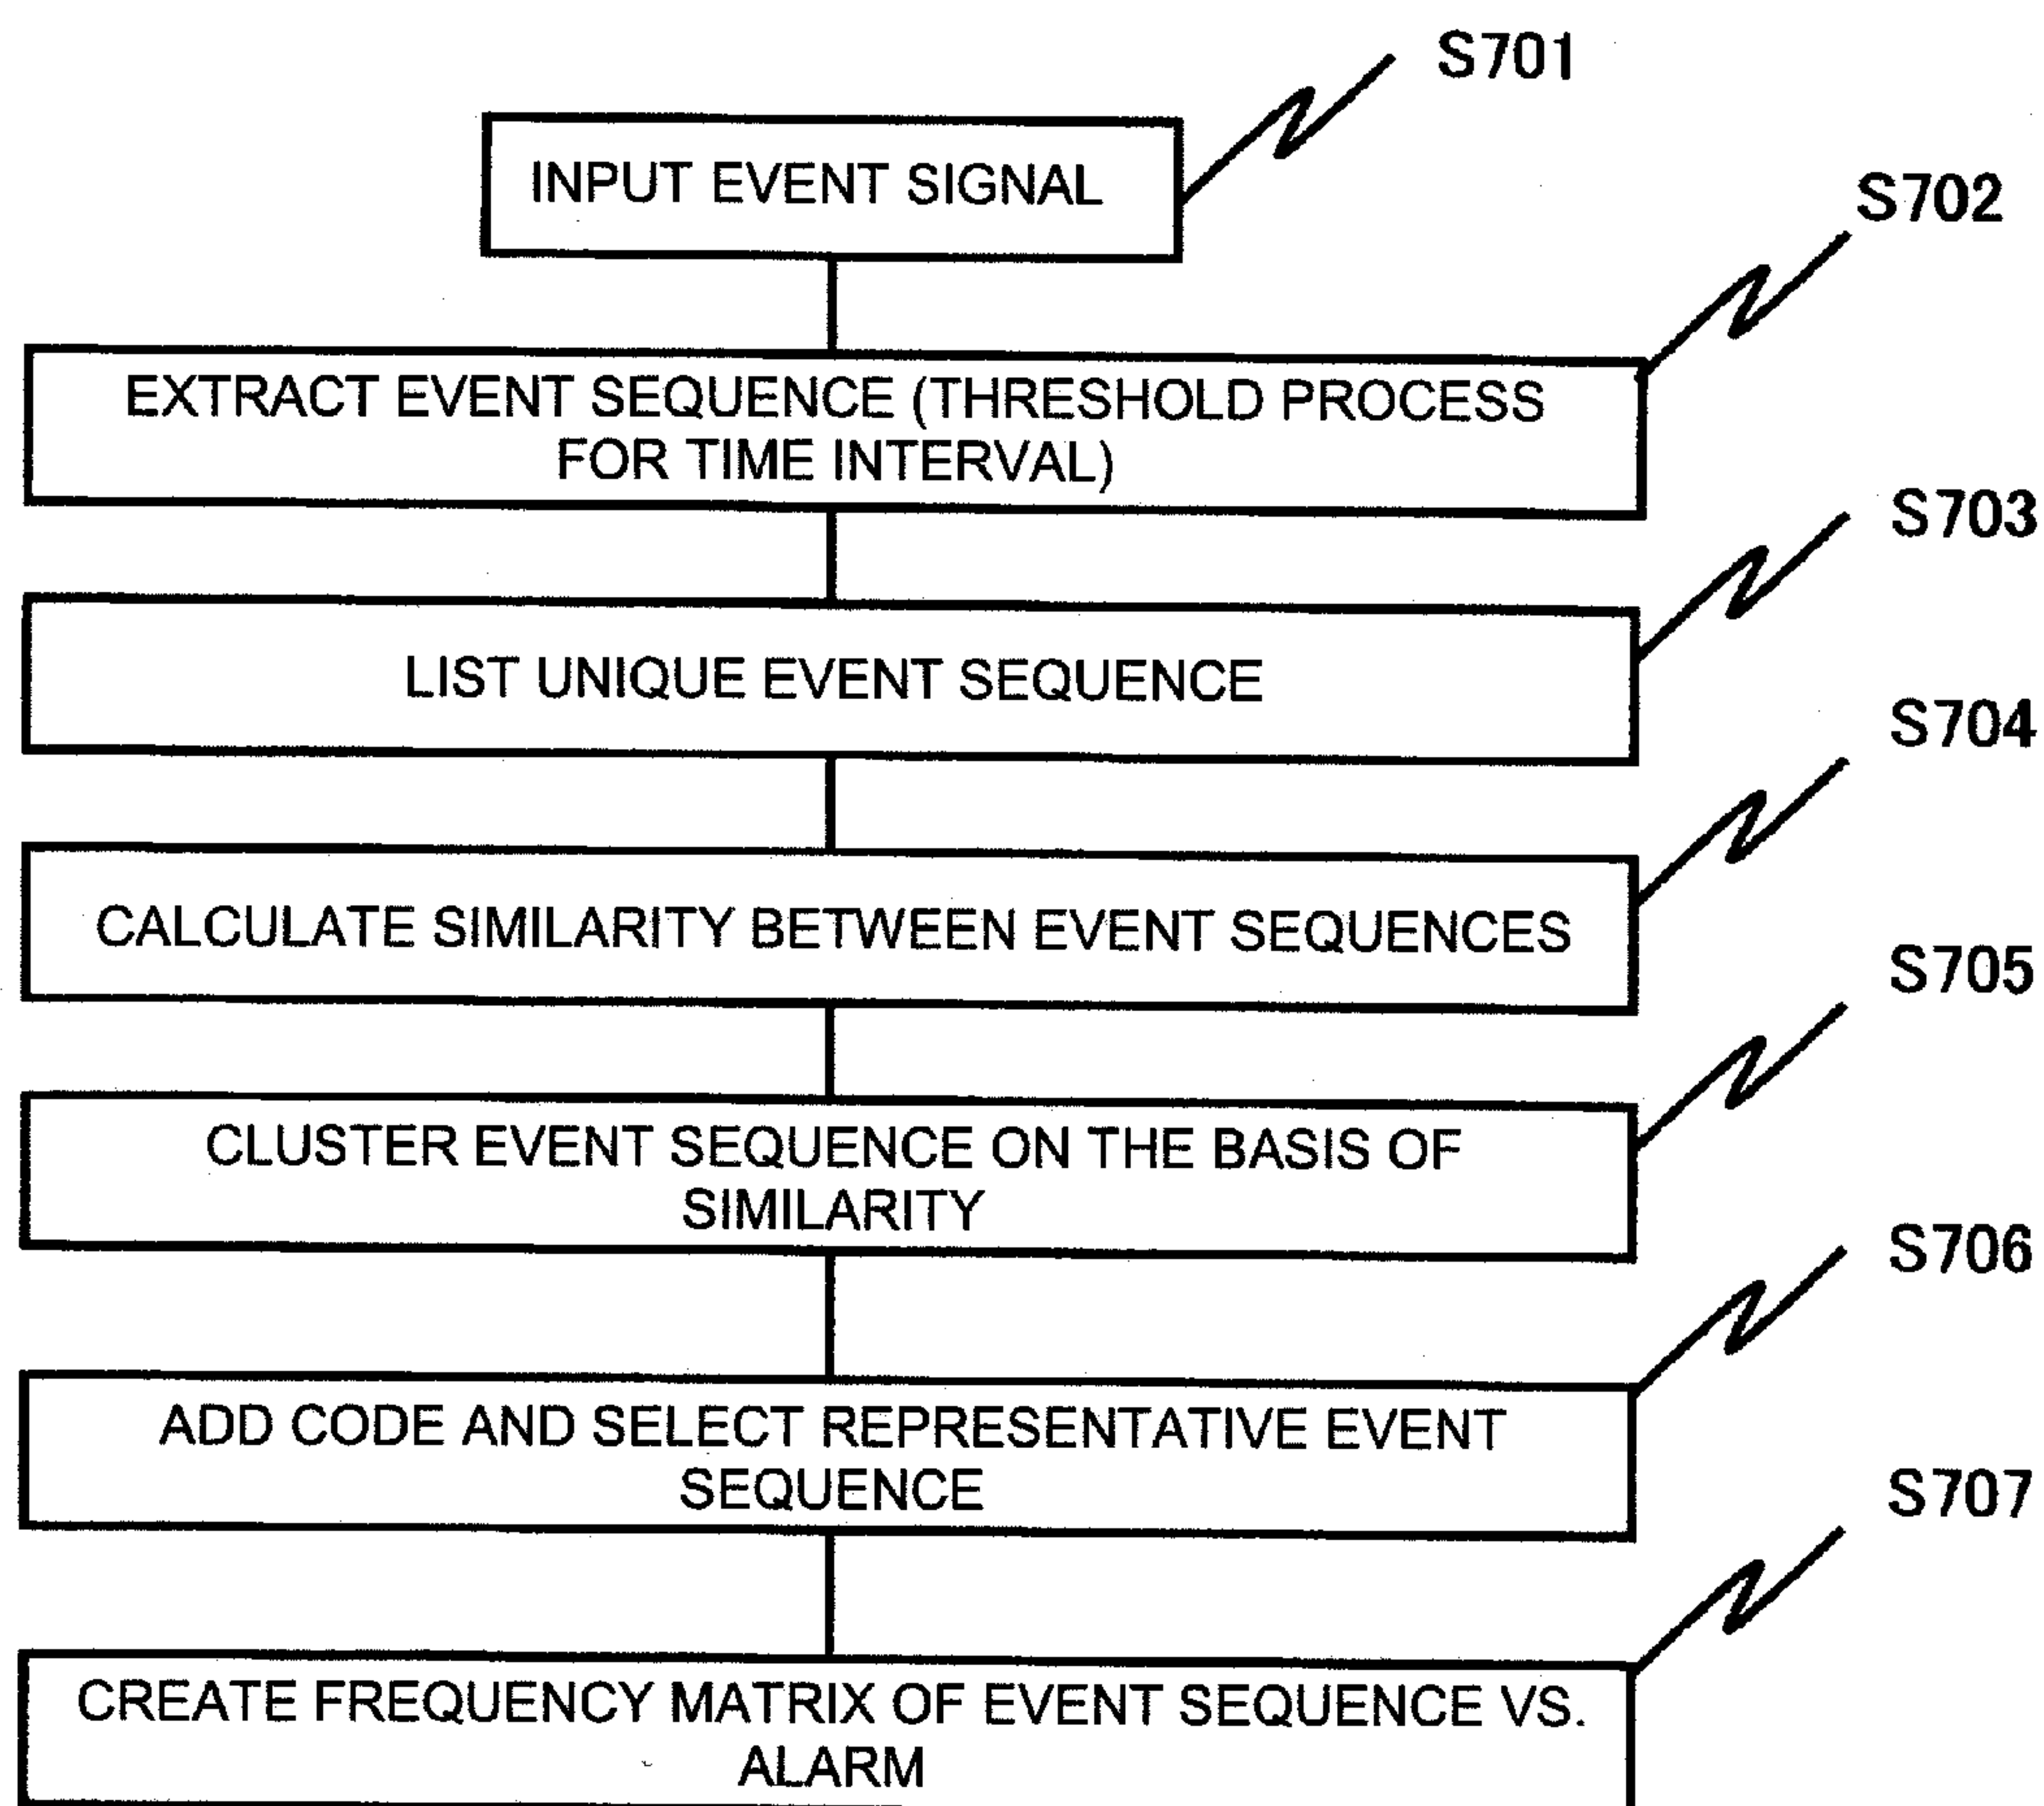 S701
INPUT EVENT SIGNAL
S702
EXTRACT EVENT SEQUENCE (THRESHOLD PROCESS
FOR TIME INTERVAL)
S703
LIST UNIQUE EVENT SEQUENCE
S704
CALCULATE SIMILARITY BETWEEN EVENT SEQUENCES
S705
CLUSTER EVENT SEQUENCE ON THE BASIS OF
SIMILARITY
S706
ADD CODE AND SELECT REPRESENTATIVE EVENT
SEQUENCE
S707
CREATE FREQUENCY MATRIX OF EVENT SEQUENCE VS.
ALARM